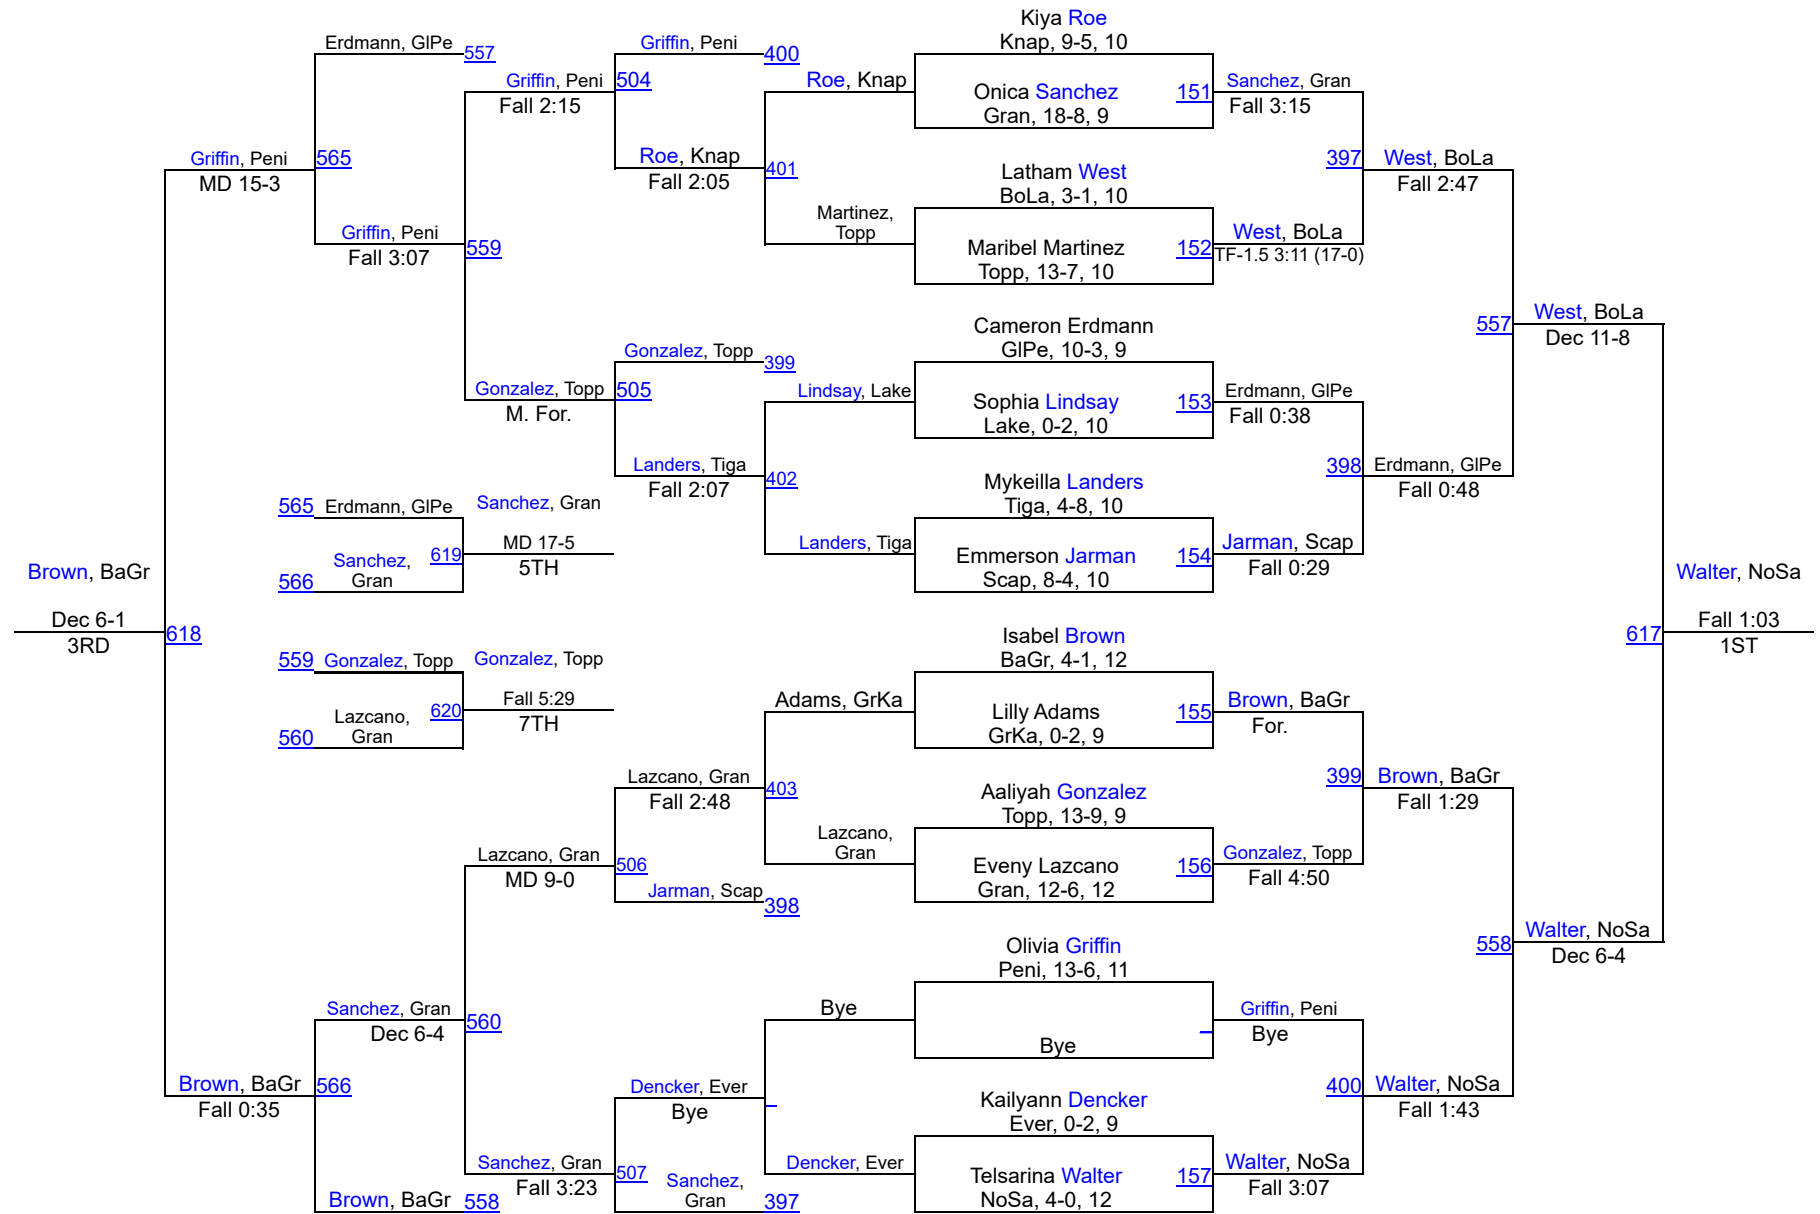 Kiya Roe
Knap, 9-5, 10
Erdmann, GlPe 557
Griffin, Peni 400
Griffin, Peni 504
Fall 2:15
Roe, Knap
Onica Sanchez
Gran, 18-8, 9
151
Sanchez, Gran
Fall 3:15
Griffin, Peni 565
MD 15-3
Roe, Knap
Fall 2:05
401
Latham West
BoLa, 3-1, 10
397
West, BoLa
Fall 2:47
Martinez,
Topp
Griffin, Peni
Fall 3:07
559
Maribel Martinez
Topp, 13-7, 10
152
West, BoLa
TF-1.5 3:11 (17-0)
Cameron Erdmann
GlPe, 10-3, 9
557
West, BoLa
Dec 11-8
Gonzalez, Topp 399
Gonzalez, Topp 505
M. For.
Lindsay, Lake
Sophia Lindsay
Lake, 0-2, 10
153
Erdmann, GlPe
Fall 0:38
Landers, Tiga
Fall 2:07
402
Mykeilla Landers
Tiga, 4-8, 10
398
Erdmann, GlPe
Fall 0:48
565 Erdmann, GlPe
Sanchez, Gran
MD 17-5
5TH
619
Sanchez,
Gran
566
Landers, Tiga
Emmerson Jarman
Scap, 8-4, 10
154
Jarman, Scap
Fall 0:29
Brown, BaGr
Dec 6-1
3RD
618
Walter, NoSa
Fall 1:03
1ST
617
Isabel Brown
BaGr, 4-1, 12
559 Gonzalez, Topp
Gonzalez, Topp
Fall 5:29
7TH
620
Lazcano,
Gran
560
Adams, GrKa
Lilly Adams
GrKa, 0-2, 9
155
Brown, BaGr
For.
Lazcano, Gran
Fall 2:48
403
Aaliyah Gonzalez
Topp, 13-9, 9
399
Brown, BaGr
Fall 1:29
Lazcano,
Gran
Lazcano, Gran
MD 9-0
506
Eveny Lazcano
Gran, 12-6, 12
156
Gonzalez, Topp
Fall 4:50
Jarman, Scap 398
Olivia Griffin
Peni, 13-6, 11
558
Walter, NoSa
Dec 6-4
Sanchez, Gran
Dec 6-4
560
Bye
Bye
Griffin, Peni
Bye
Brown, BaGr
Fall 0:35
566
Dencker, Ever
Bye
Kailyann Dencker
Ever, 0-2, 9
400
Walter, NoSa
Fall 1:43
Sanchez, Gran
Fall 3:23
507
Dencker, Ever
Telsarina Walter
NoSa, 4-0, 12
157
Walter, NoSa
Fall 3:07
Brown, BaGr 558
Sanchez,
Gran
397